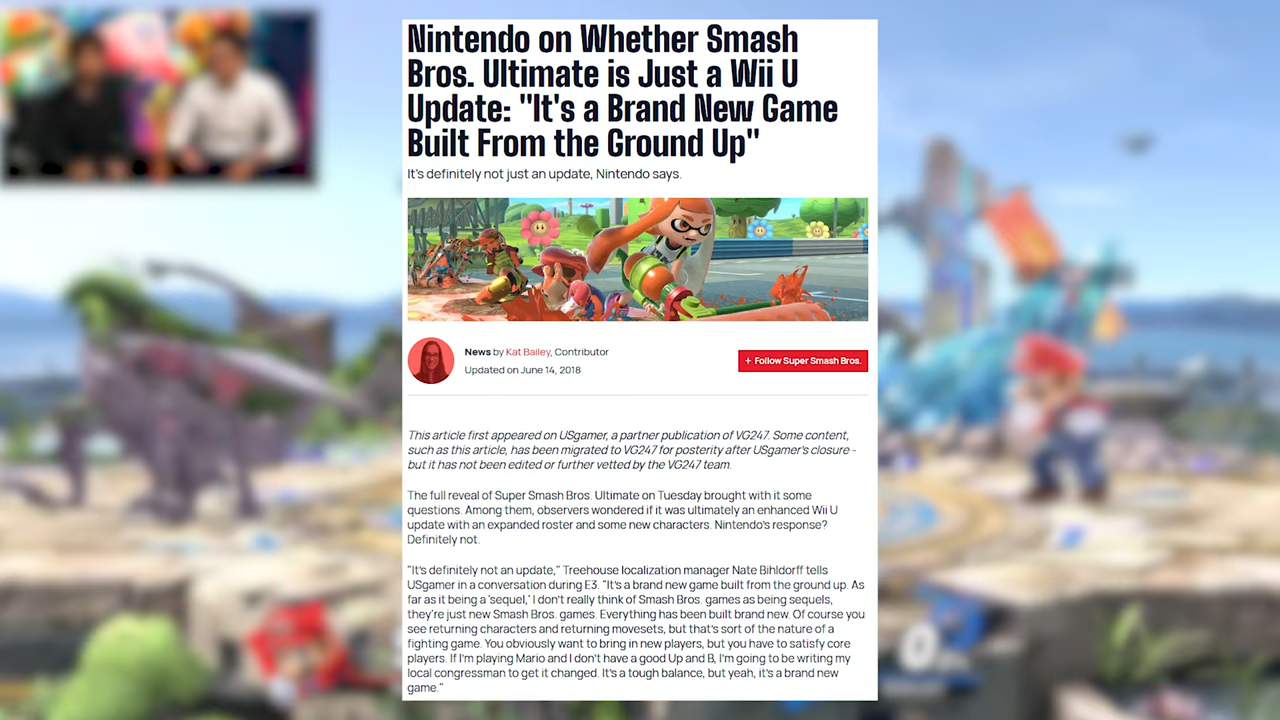 Nintendo on Whether Smash
Bros. Ultimate is Just a Wii U
Update: "It's a Brand New Game
Built From the Ground Up"
It's definitely not just an update, Nintendo says.
News by Kat Bailey, Contributor
Updated on June 14, 2018
+ Follow Super Smash Bros.
This article first appeared on USgamer, a partner publication of VG247. Some content,
such as this article, has been migrated to VG247 for posterity after USgamer's closure -
but it has not been edited or further vetted by the VG247 team.
The full reveal of Super Smash Bros. Ultimate on Tuesday brought with it some
questions. Among them, observers wondered if it was ultimately an enhanced Wii U
update with an expanded roster and some new characters. Nintendo's response?
Definitely not.
"It's definitely not an update," Treehouse localization manager Nate Bihldorff tells
USgamer in a conversation during E3. "It's a brand new game built from the ground up. As
far as it being a 'sequel,' I don't really think of Smash Bros. games as being sequels,
they're just new Smash Bros. games. Everything has been built brand new. Of course you
see returning characters and returning movesets, but that's sort of the nature of a
fighting game. You obviously want to bring in new players, but you have to satisfy core
players. If I'm playing Mario and I don't have a good Up and B, I'm going to be writing my
local congressman to get it changed. It's a tough balance, but yeah, it's a brand new
game."
0